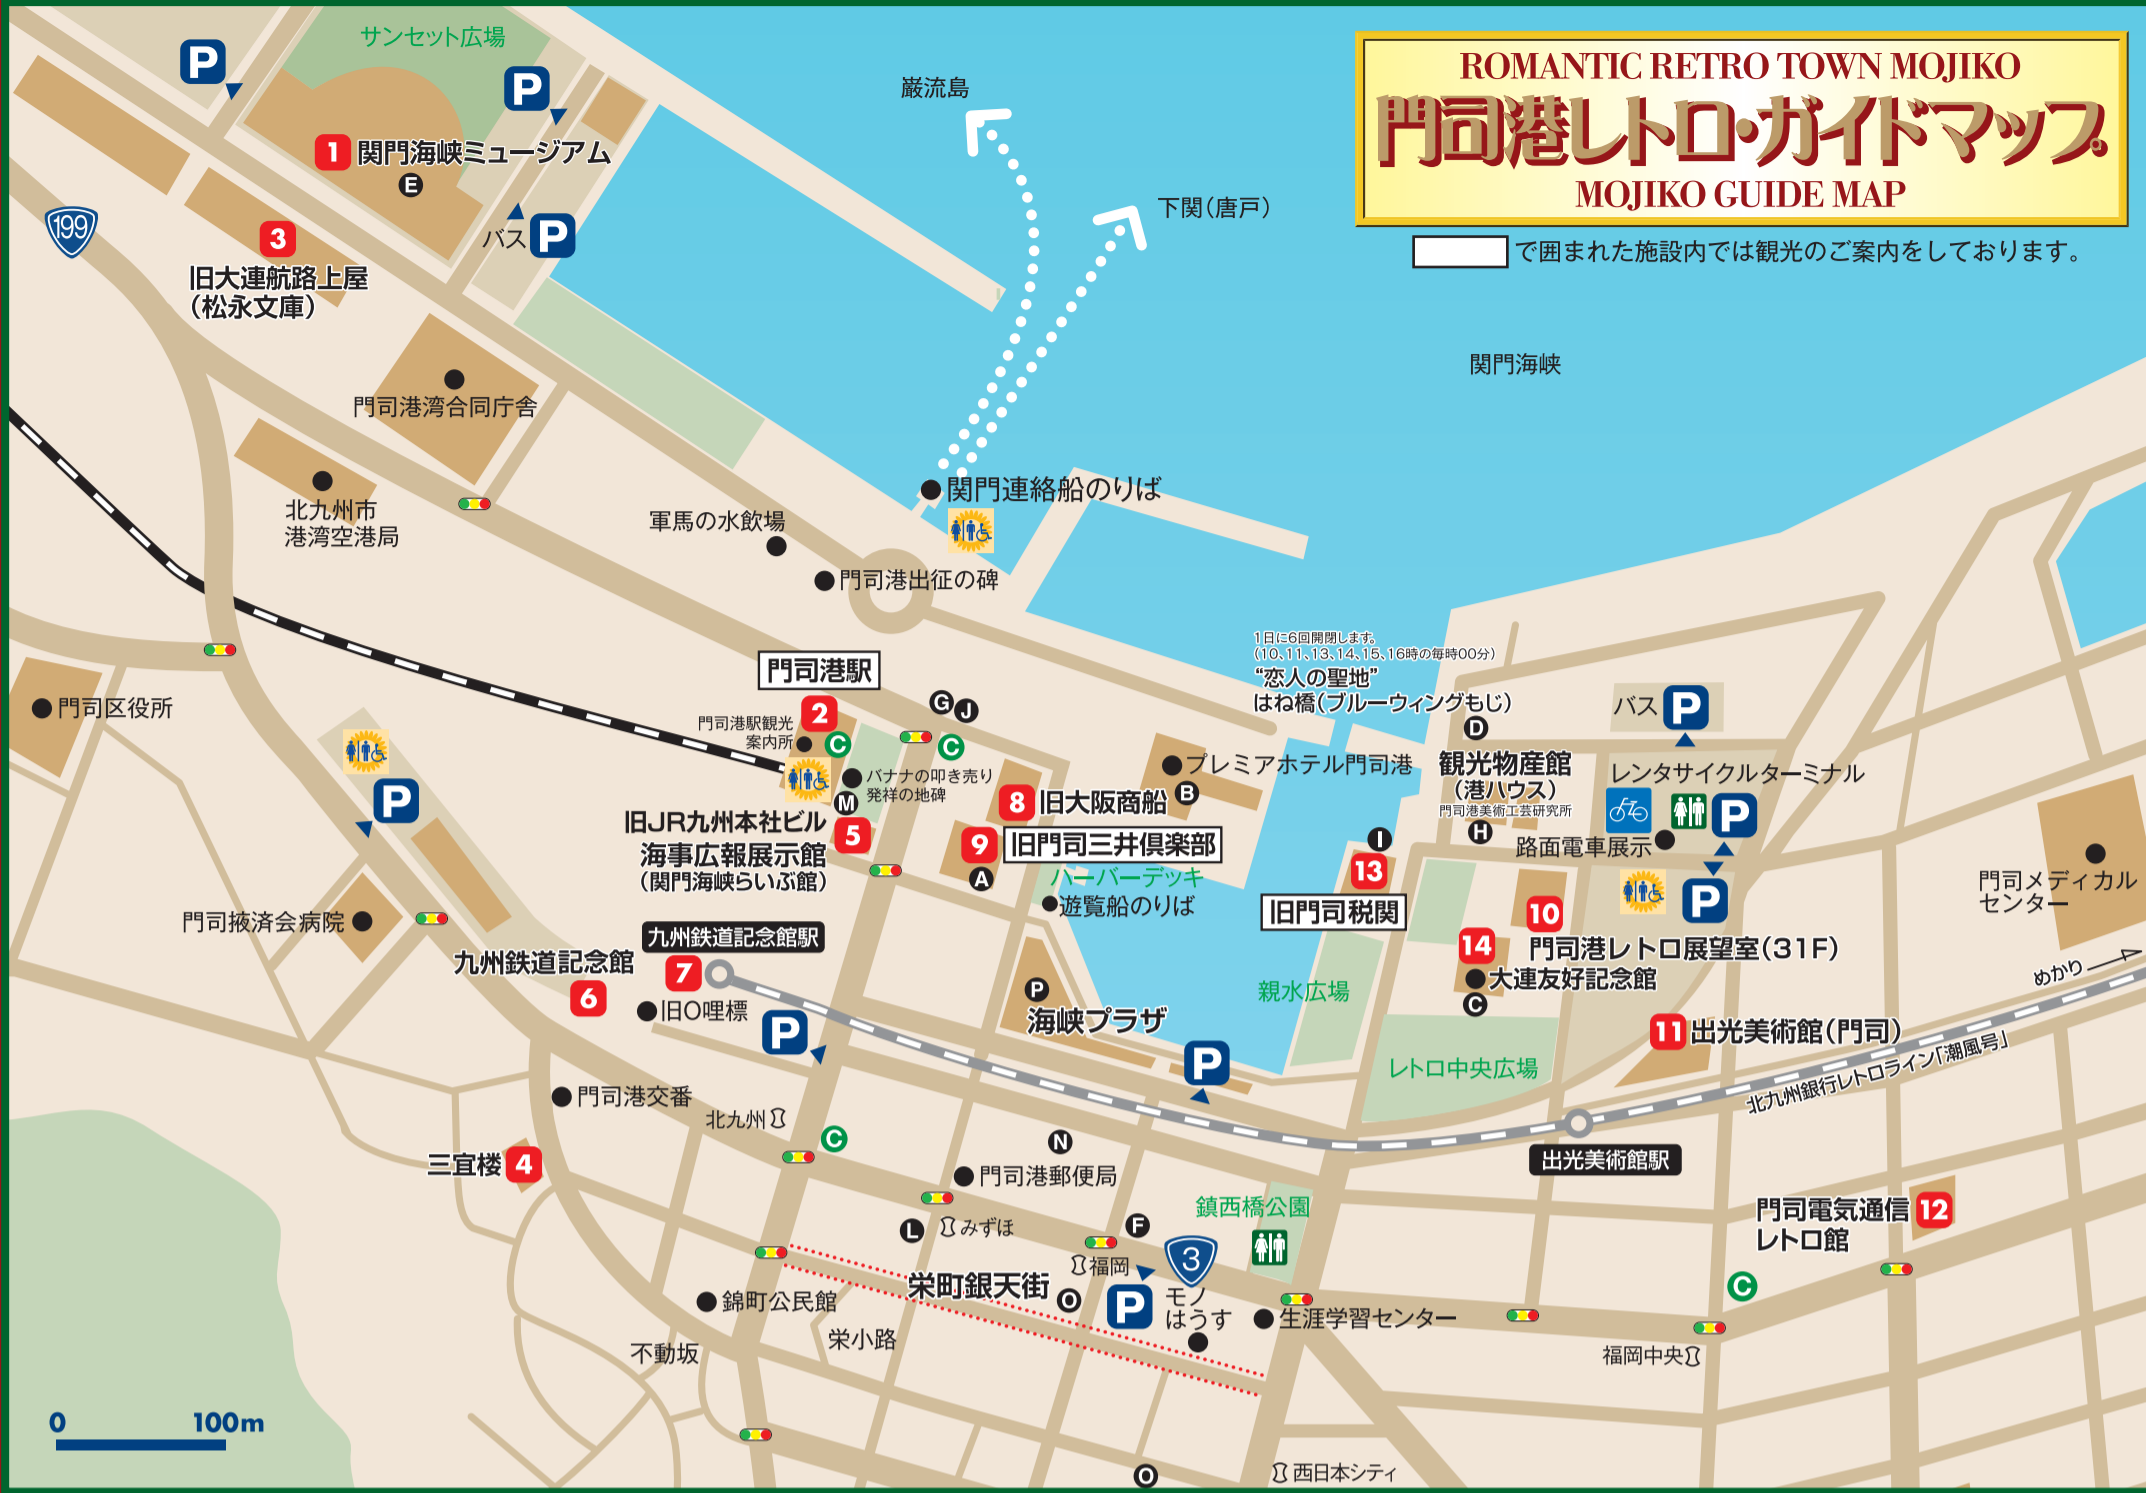 ROMANTIC RETRO TOWN MOJIKO
門司港レトロ・ガイドマップ
MOJIKO GUIDE MAP
で囲まれた施設内では観光のご案内をしております。
サンセット広場
P
P
巌流島
1 関門海峡ミュージアム
E
下関(唐戸)
199
バス P
3
旧大連航路上屋
(松永文庫)
関門海峡
門司港湾合同庁舎
北九州市
港湾空港局
関門連絡船のりば
軍馬の水飲場
門司港出征の碑
1日に6回開閉します。
(10、11、13、14、15、16時の毎時00分)
“恋人の聖地”
はね橋(ブルーウィングもじ)
D
門司港駅
2
門司港駅観光
案内所
C
G J
C
門司区役所
バス P
P
バナナの叩き売り
発祥の地碑
M
プレミアホテル門司港
B
観光物産館
(港ハウス)
門司港美術工芸研究所
H
レンタサイクルターミナル
P
路面電車展示
P
旧JR九州本社ビル
5
海事広報展示館
(関門海峡らいぶ館)
8 旧大阪商船
9 旧門司三井倶楽部
A
ハーバーデッキ
遊覧船のりば
I
13
旧門司税関
10
門司港レトロ展望室(31F)
14
大連友好記念館
C
門司メディカル
センター
めかり
門司掖済会病院
九州鉄道記念館駅
九州鉄道記念館
6
7
旧0哩標
P
P
海峡プラザ
P
親水広場
レトロ中央広場
11 出光美術館(門司)
北九州銀行レトロライン「潮風号」
出光美術館駅
門司港交番
北九州
C
三宜楼 4
N
門司港郵便局
L
みずほ
F
福岡
3
鎮西橋公園
門司電気通信
レトロ館
12
C
栄町銀天街
O
P
モノ
はうす
生涯学習センター
錦町公民館
不動坂
栄小路
福岡中央
O
西日本シティ
0 100m